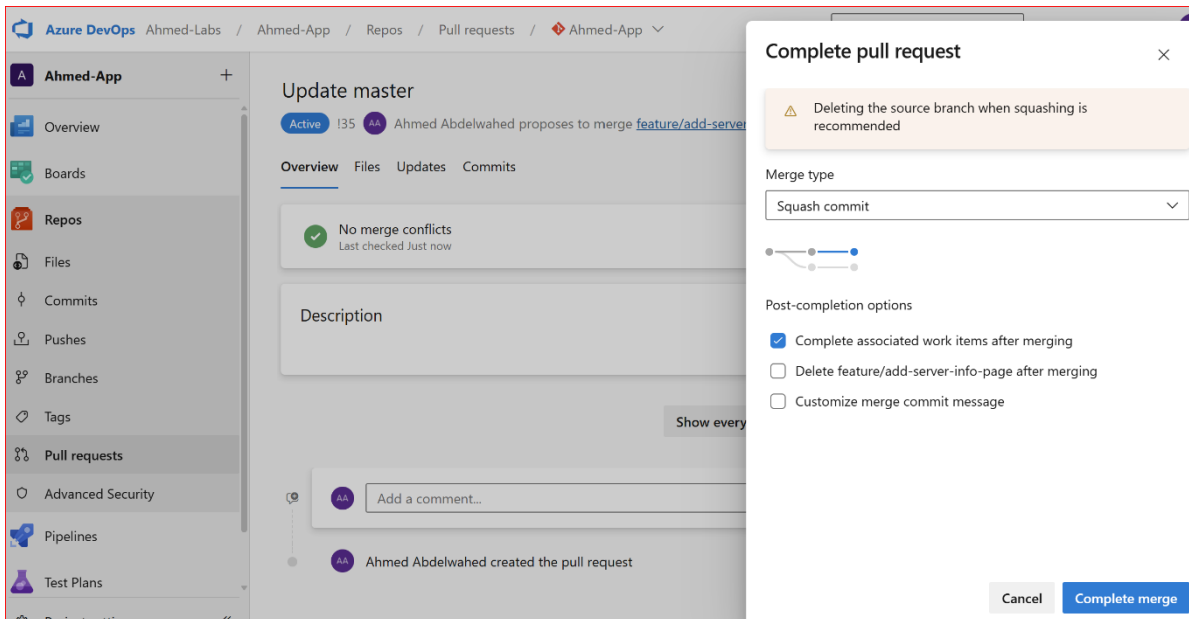 Azure DevOps Ahmed-Labs / Ahmed-App / Repos / Pull requests / Ahmed-App
A Ahmed-App +
Overview
Boards
Repos
Files
Commits
Pushes
Branches
Tags
Pull requests
Advanced Security
Pipelines
Test Plans
Update master
Active !35 AA Ahmed Abdelwahed proposes to merge feature/add-server
Overview Files Updates Commits
No merge conflicts
Last checked Just now
Description
Show every
AA Add a comment...
AA Ahmed Abdelwahed created the pull request
Complete pull request
Deleting the source branch when squashing is
recommended
Merge type
Squash commit
Post-completion options
Complete associated work items after merging
Delete feature/add-server-info-page after merging
Customize merge commit message
Cancel Complete merge